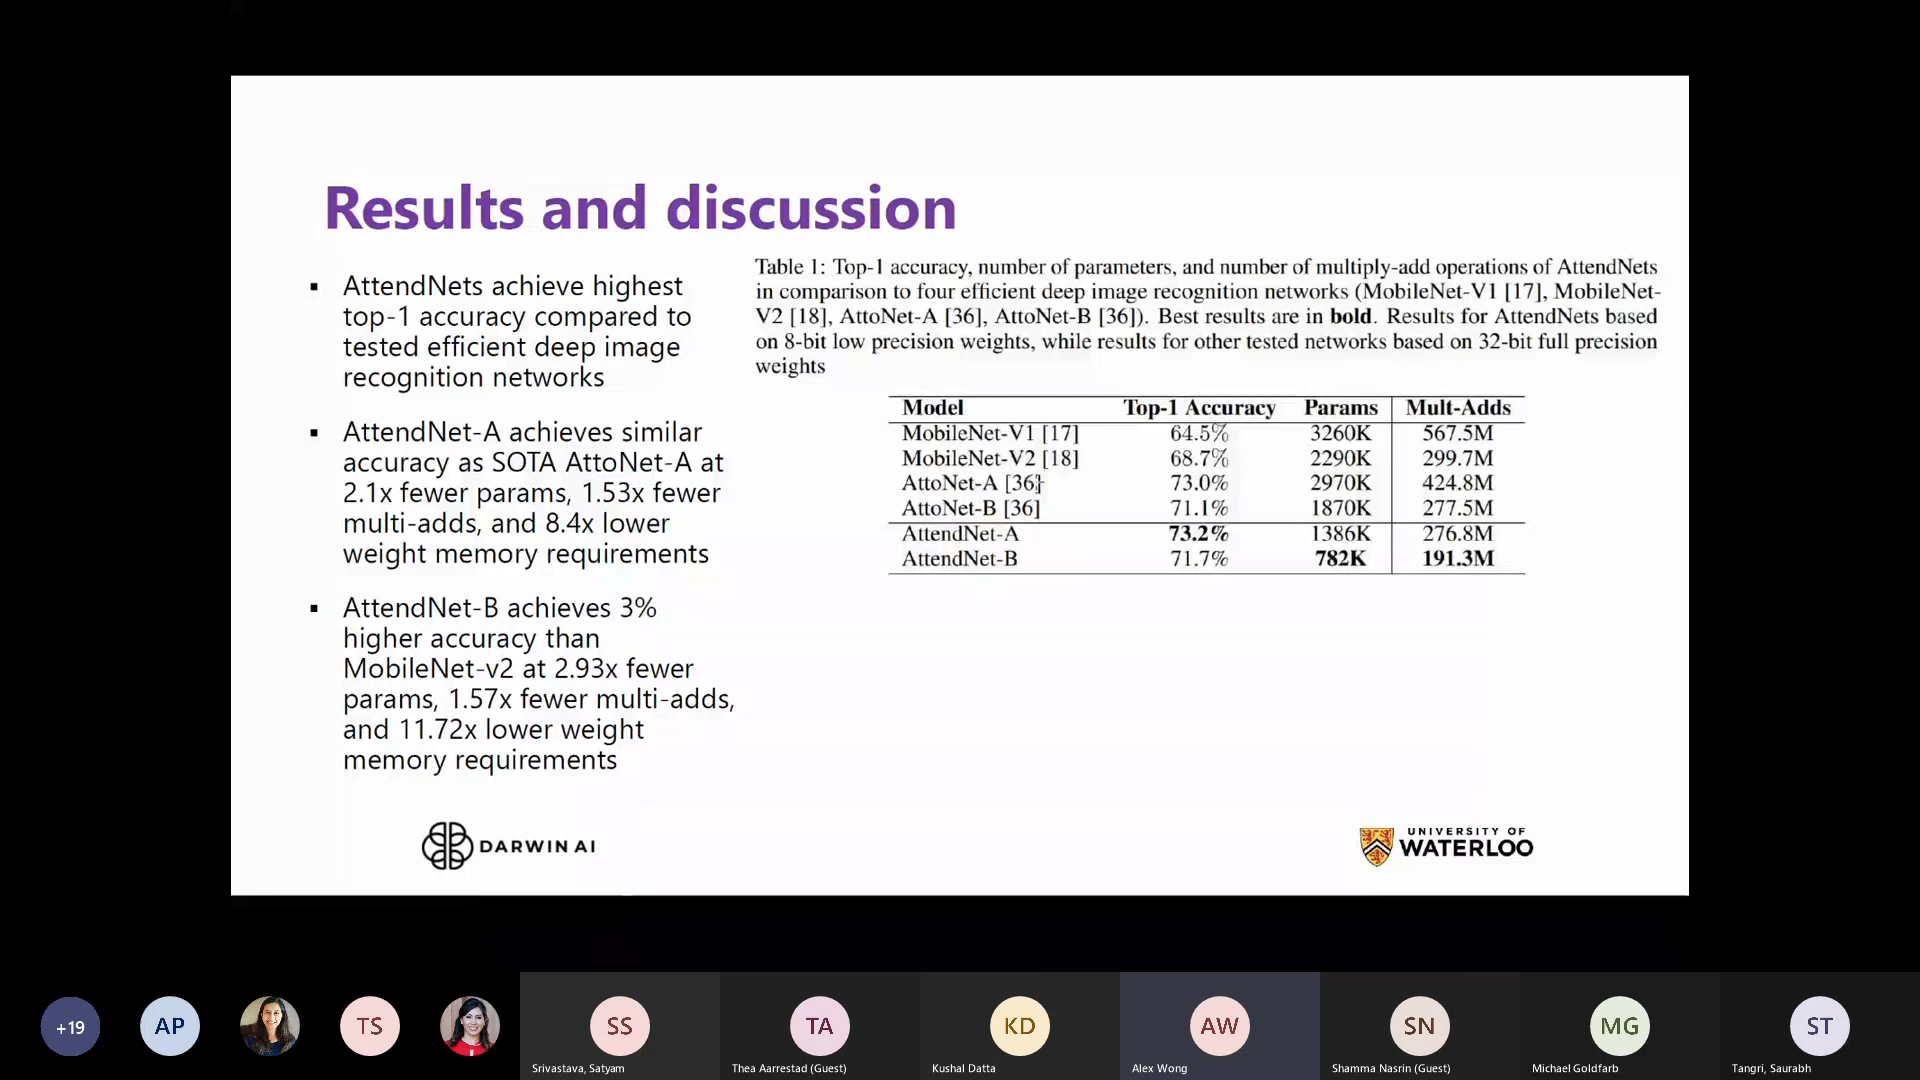 Results and discussion
▪ AttendNets achieve highest
top-1 accuracy compared to
tested efficient deep image
recognition networks
▪ AttendNet-A achieves similar
accuracy as SOTA AttoNet-A at
2.1x fewer params, 1.53x fewer
multi-adds, and 8.4x lower
weight memory requirements
▪ AttendNet-B achieves 3%
higher accuracy than
MobileNet-v2 at 2.93x fewer
params, 1.57x fewer multi-adds,
and 11.72x lower weight
memory requirements
Table 1: Top-1 accuracy, number of parameters, and number of multiply-add operations of AttendNets
in comparison to four efficient deep image recognition networks (MobileNet-V1 [17], MobileNet-
V2 [18], AttoNet-A [36], AttoNet-B [36]). Best results are in bold. Results for AttendNets based
on 8-bit low precision weights, while results for other tested networks based on 32-bit full precision
weights
Model Top-1 Accuracy Params Mult-Adds
MobileNet-V1 [17] 64.5% 3260K 567.5M
MobileNet-V2 [18] 68.7% 2290K 299.7M
AttoNet-A [36] 73.0% 2970K 424.8M
AttoNet-B [36] 71.1% 1870K 277.5M
AttendNet-A 73.2% 1386K 276.8M
AttendNet-B 71.7% 782K 191.3M
DARWIN AI
UNIVERSITY OF
WATERLOO
+19 AP TS SS TA KD AW SN MG ST
Srivastava, Satyam Thea Aarrestad (Guest) Kushal Datta Alex Wong Shamma Nasrin (Guest) Michael Goldfarb Tangri, Saurabh